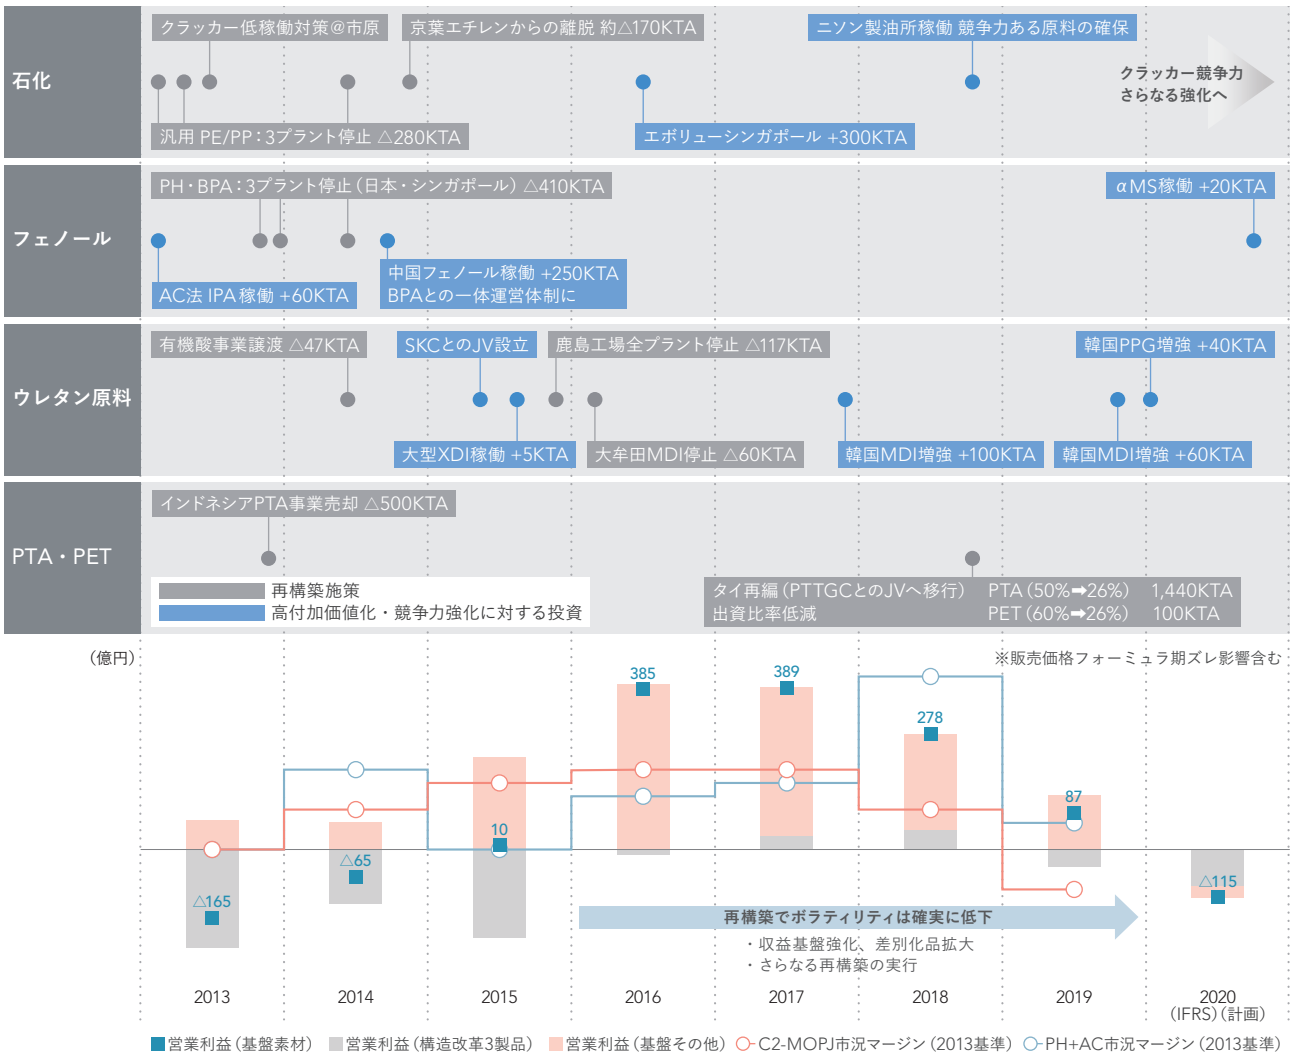 石化
クラッカー低稼働対策＠市原
京葉エチレンからの離脱 約△170KTA
ニソン製油所稼働 競争力ある原料の確保
クラッカー競争力
さらなる強化へ
汎用 PE/PP：3プラント停止 △280KTA
エボリューシンガポール +300KTA
フェノール
PH・BPA：3プラント停止（日本・シンガポール）△410KTA
αMS稼働 +20KTA
AC法 IPA 稼働 +60KTA
中国フェノール稼働 +250KTA
BPAとの一体運営体制に
ウレタン原料
有機酸事業譲渡 △47KTA
SKCとのJV設立
鹿島工場全プラント停止 △117KTA
韓国PPG増強 +40KTA
大型XDI稼働 +5KTA
大牟田MDI停止 △60KTA
韓国MDI増強 +100KTA
韓国MDI増強 +60KTA
PTA・PET
インドネシアPTA事業売却 △500KTA
再構築施策
高付加価値化・競争力強化に対する投資
タイ再編（PTTGCとのJVへ移行） PTA（50%➡26%） 1,440KTA
出資比率低減 PET（60%➡26%） 100KTA
（億円）
※販売価格フォーミュラ期ズレ影響含む
385
389
278
87
10
△65
△165
△115
再構築でボラティリティは確実に低下
・収益基盤強化、差別化品拡大
・さらなる再構築の実行
2013 2014 2015 2016 2017 2018 2019 2020
（IFRS）（計画）
営業利益（基盤素材） 営業利益（構造改革3製品） 営業利益（基盤その他） C2-MOPJ市況マージン（2013基準） PH+AC市況マージン（2013基準）